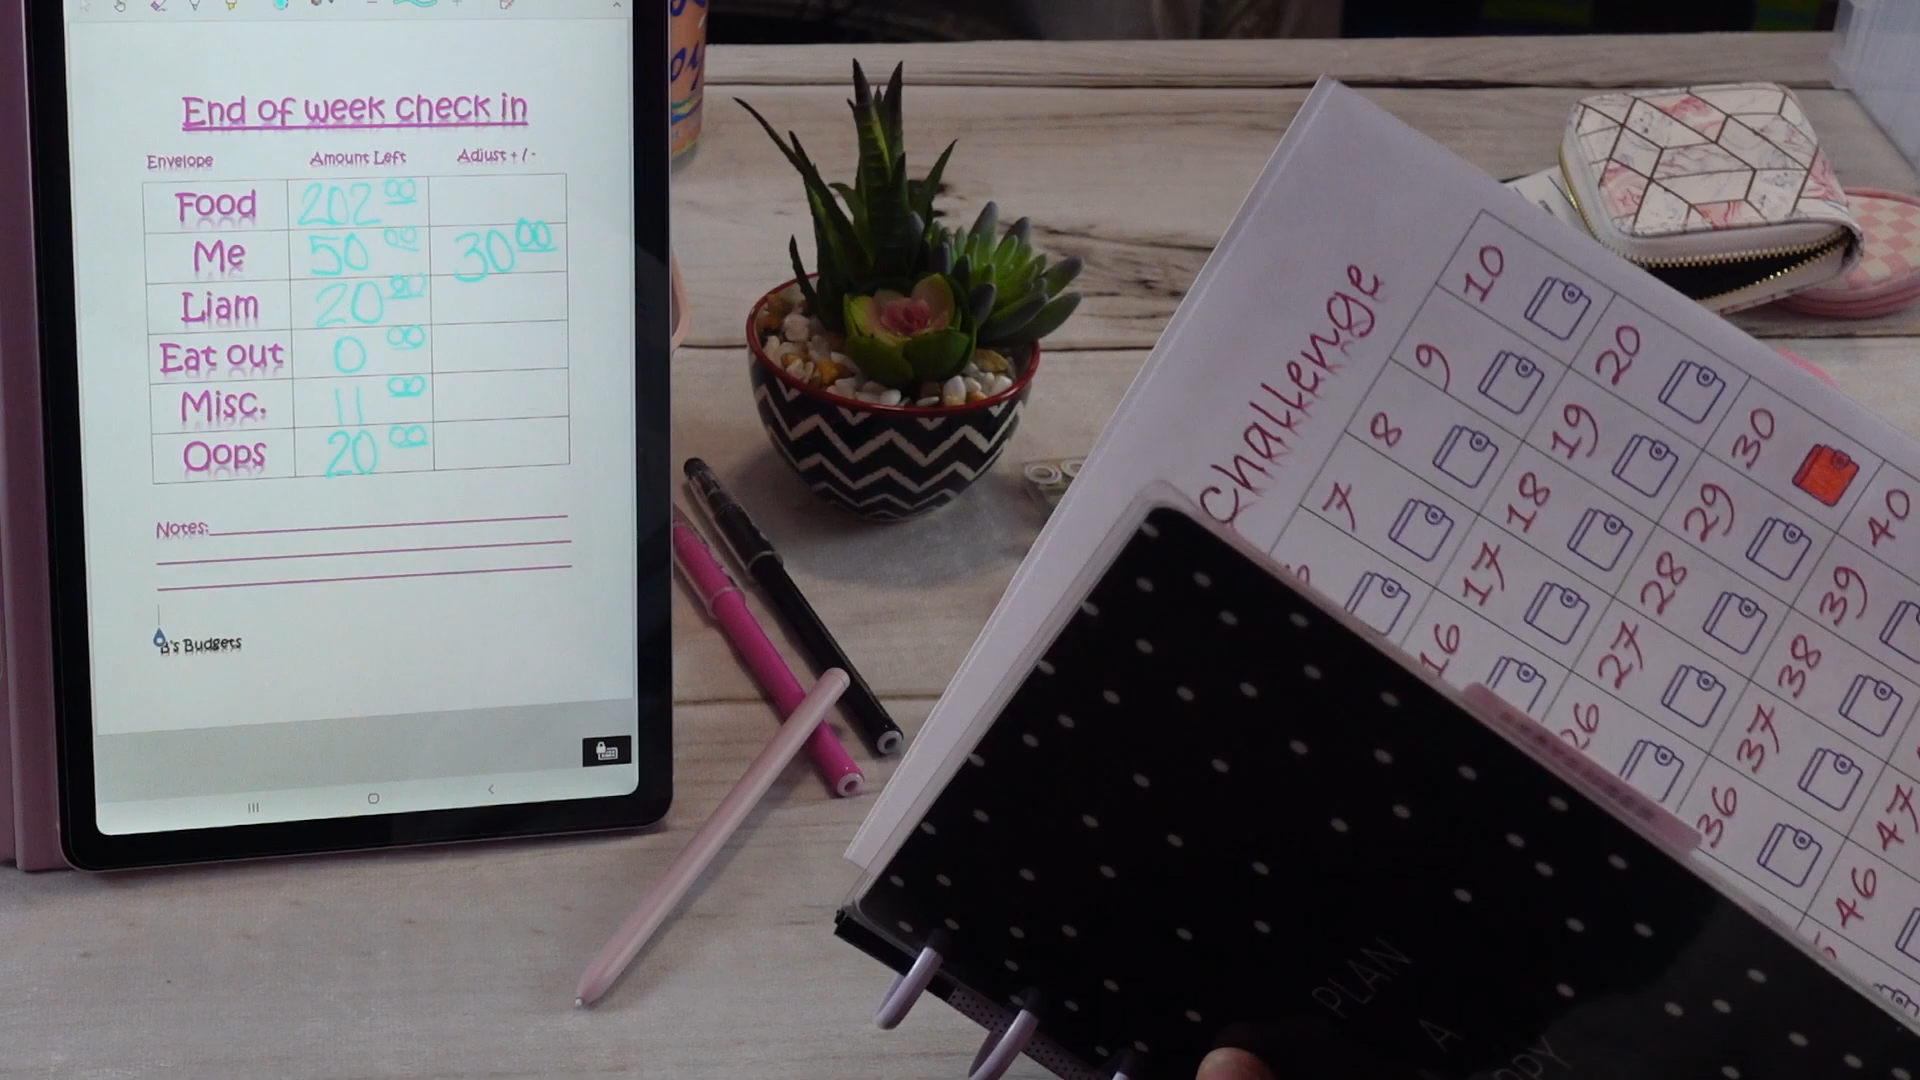 End of week check in
Envelope Amount Left Adjust +/-
Food 202 00
Me 50 00 30 00
Liam 20 00
Eat out 0 00
Misc. 11 00
Oops 20 00
Notes:
B's Budgets
Challenge
10 20 30 40
9 19 29 39
8 18 28 38
7 17 27 37 47
16 26 36 46
PLAN
A